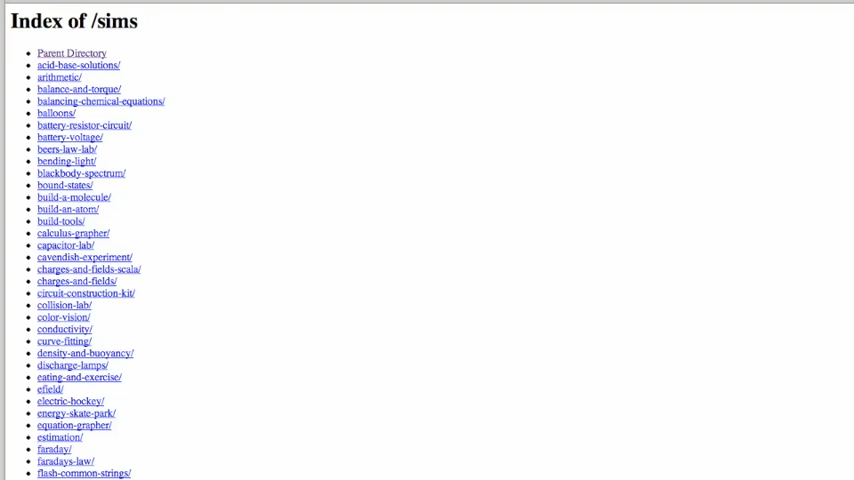 Index of /sims
Parent Directory
acid-base-solutions/
arithmetic/
balance-and-torque/
balancing-chemical-equations/
balloons/
battery-resistor-circuit/
battery-voltage/
beers-law-lab/
bending-light/
blackbody-spectrum/
bound-states/
build-a-molecule/
build-an-atom/
build-tools/
calculus-grapher/
capacitor-lab/
cavendish-experiment/
charges-and-fields-scala/
charges-and-fields/
circuit-construction-kit/
collision-lab/
color-vision/
conductivity/
curve-fitting/
density-and-buoyancy/
discharge-lamps/
eating-and-exercise/
efield/
electric-hockey/
energy-skate-park/
equation-grapher/
estimation/
faraday/
faradays-law/
flash-common-strings/